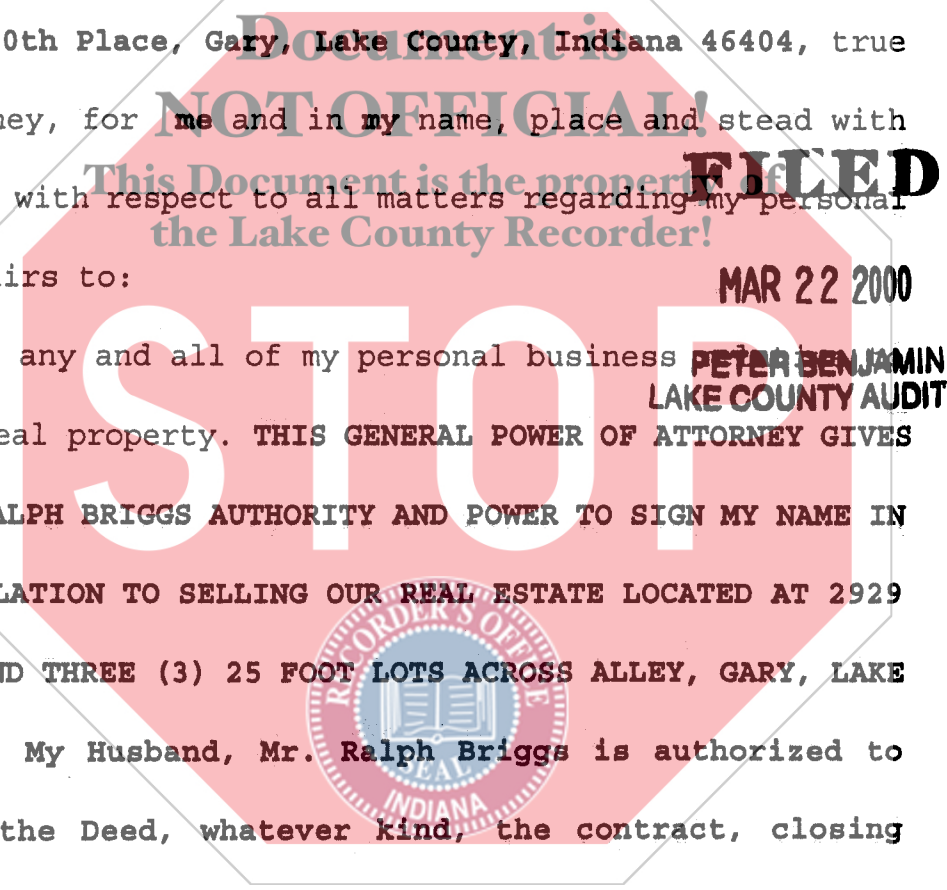 Document is
0th Place, Gary, Lake County, Indiana 46404, true
NOT OFFICIAL!
ney, for me and in my name, place and stead with
This Document is the property of
FILED
with respect to all matters regarding my personal
the Lake County Recorder!
irs to:
MAR 22 2000
STOP
any and all of my personal business
PETER BENJAMIN
LAKE COUNTY AUDIT
eal property. THIS GENERAL POWER OF ATTORNEY GIVES
ALPH BRIGGS AUTHORITY AND POWER TO SIGN MY NAME IN
LATION TO SELLING OUR REAL ESTATE LOCATED AT 2929
ND THREE (3) 25 FOOT LOTS ACROSS ALLEY, GARY, LAKE
RECORDER'S OFFICE
My Husband, Mr. Ralph Briggs is authorized to
SEAL
INDIANA
the Deed, whatever kind, the contract, closing